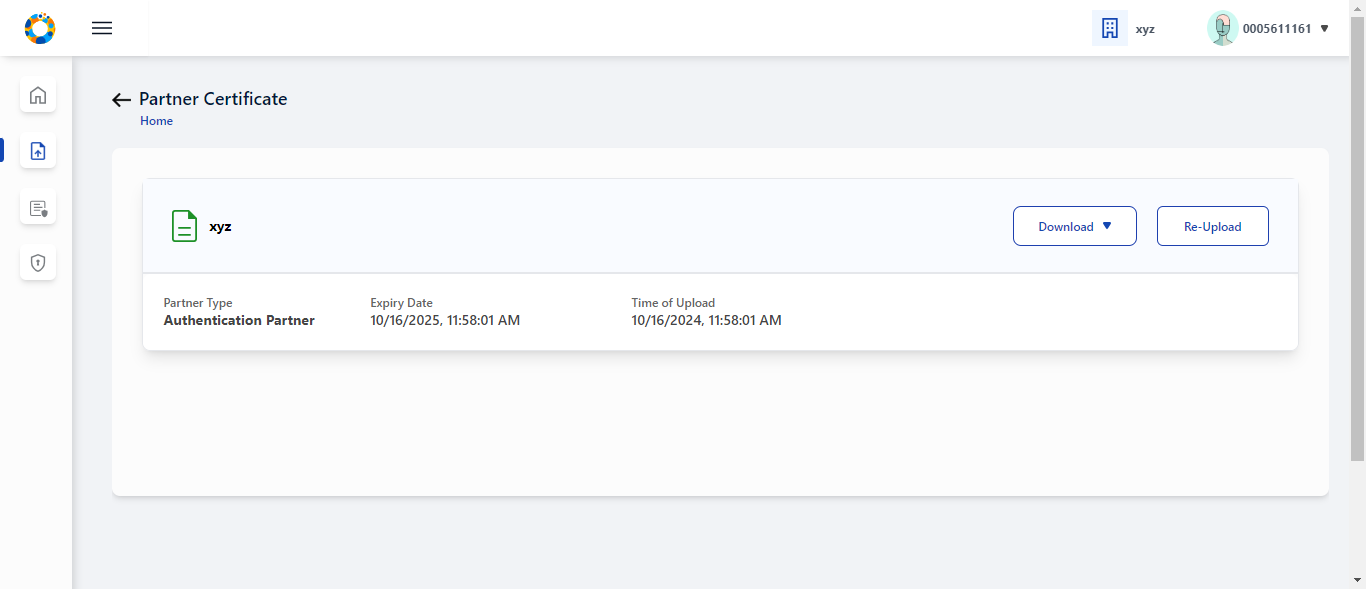 xyz
0005611161
Partner Certificate
Home
xyz
Download
Re-Upload
Partner Type
Expiry Date
Time of Upload
Authentication Partner
10/16/2025, 11:58:01 AM
10/16/2024, 11:58:01 AM